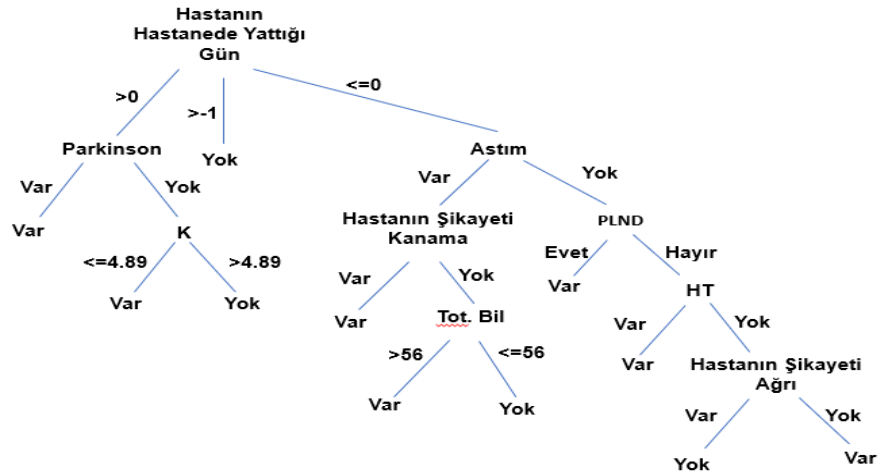 Hastanın
Hastanede Yattığı
Gün
<=0
>0
>-1
Parkinson
Yok
Astım
Var
Yok
Var
Yok
Var
K
Hastanın Şikayeti
Kanama
PLND
<=4.89
>4.89
Var
Yok
Evet
Hayır
Var
Yok
Var
Tot. Bil
Var
HT
>56
<=56
Var
Yok
Var
Yok
Var
Hastanın Şikayeti
Ağrı
Var
Yok
Yok
Var